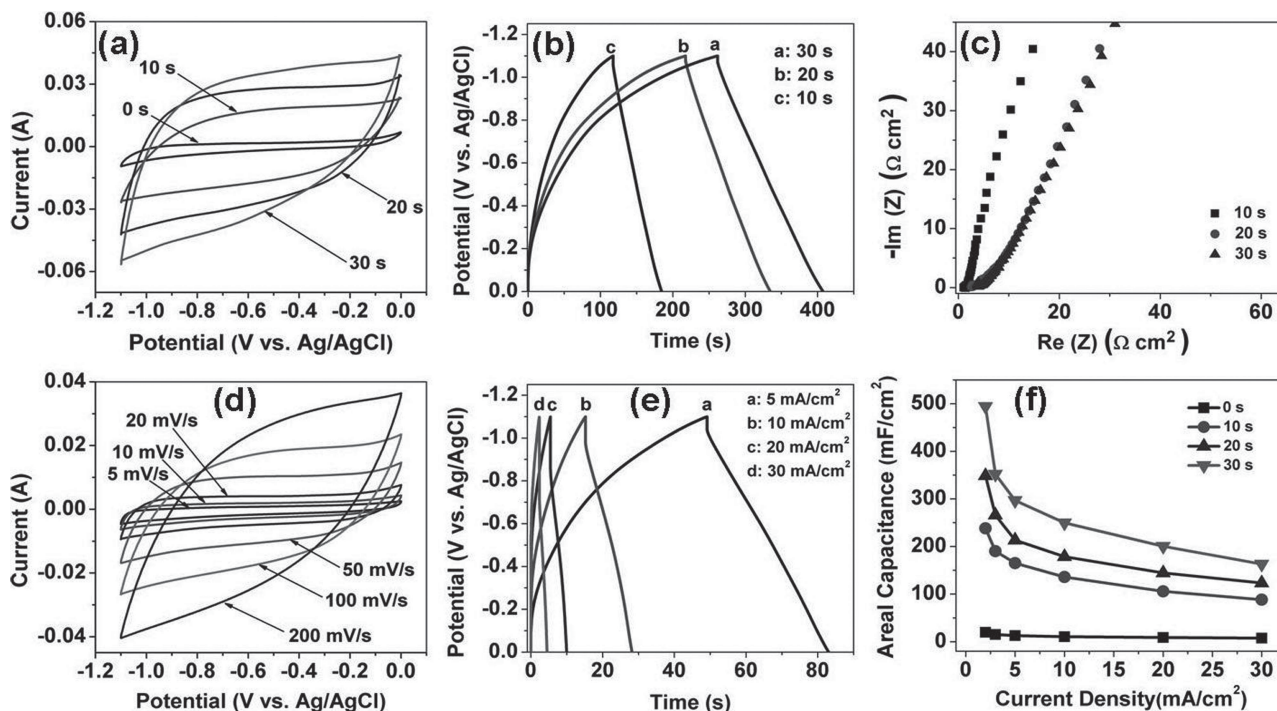 (a)
0.06
0.03
0.00
-0.03
-0.06
Current (A)
10 s
0 s
20 s
30 s
-1.2 -1.0 -0.8 -0.6 -0.4 -0.2 0.0
Potential (V vs. Ag/AgCl)
(b)
-1.2
-1.0
-0.8
-0.6
-0.4
-0.2
0.0
Potential (V vs. Ag/AgCl)
c b a
a: 30 s
b: 20 s
c: 10 s
0 100 200 300 400
Time (s)
(c)
40
30
20
10
0
-Im (Z) (Ω cm²)
10 s
20 s
30 s
0 20 40 60
Re (Z) (Ω cm²)
(d)
0.04
0.02
0.00
-0.02
-0.04
Current (A)
20 mV/s
10 mV/s
5 mV/s
50 mV/s
100 mV/s
200 mV/s
-1.2 -1.0 -0.8 -0.6 -0.4 -0.2 0.0
Potential (V vs. Ag/AgCl)
(e)
-1.2
-1.0
-0.8
-0.6
-0.4
-0.2
0.0
Potential (V vs. Ag/AgCl)
d c b a
a: 5 mA/cm²
b: 10 mA/cm²
c: 20 mA/cm²
d: 30 mA/cm²
0 20 40 60 80
Time (s)
(f)
500
400
300
200
100
0
Areal Capacitance (mF/cm²)
0 s
10 s
20 s
30 s
0 5 10 15 20 25 30
Current Density(mA/cm²)